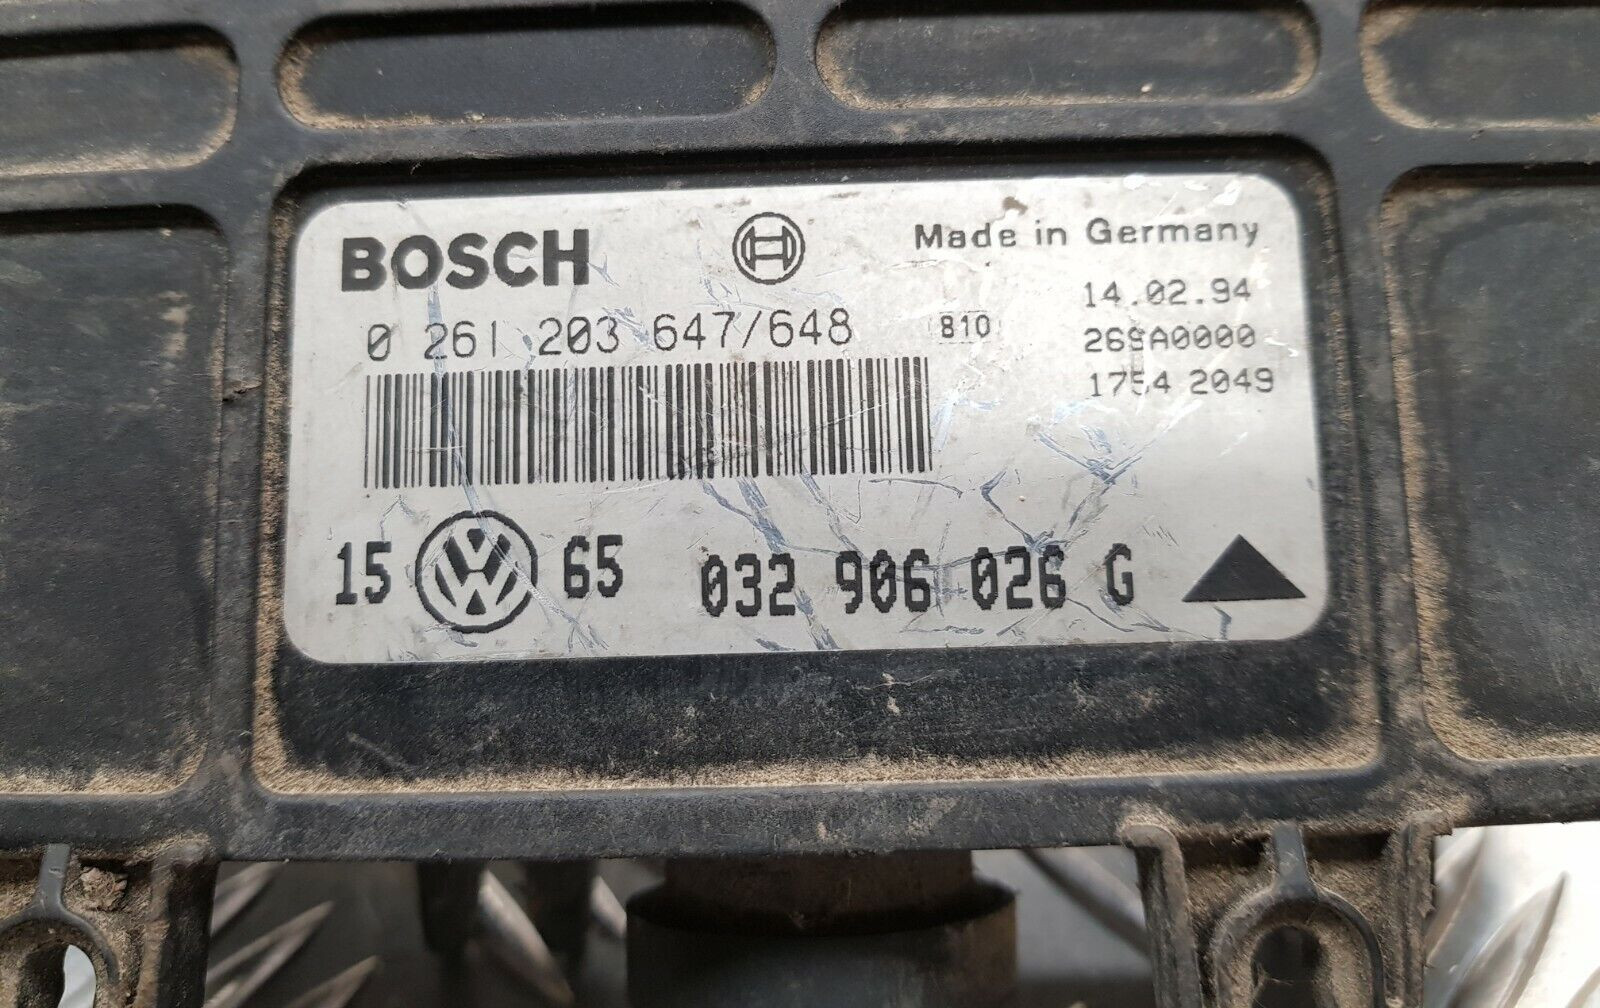 BOSCH
Made in Germany
14.02.94
0 261 203 647/648
810
26SA0000
1754 2049
15 VW 65 032 906 026 G